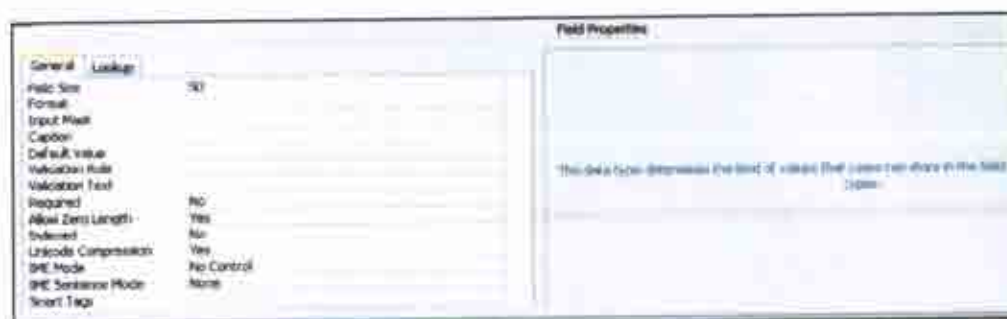 Field Properties
General Lookup
Field Size 50
Format
Input Mask
Caption
Default Value
Validation Rule
Validation Text
Required No
Allow Zero Length Yes
Indexed No
Unicode Compression Yes
IME Mode No Control
IME Sentence Mode None
Smart Tags
The data type determines the kind of values that users can store in the field.